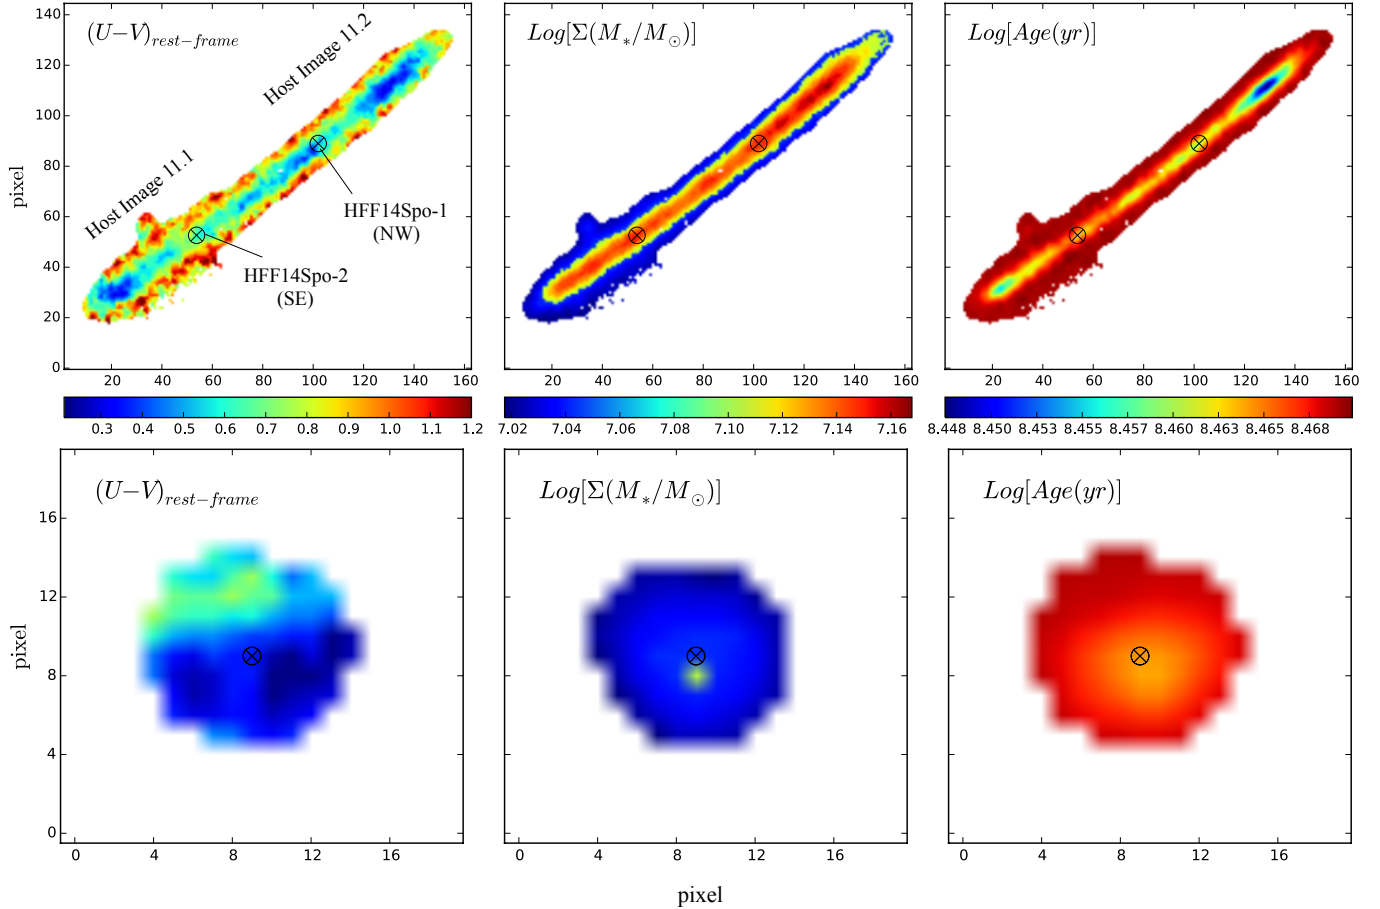 (U−V)rest−frame
Log[Σ(M*/M⊙)]
Log[Age(yr)]
Host Image 11.2
Host Image 11.1
HFF14Spo-1
(NW)
HFF14Spo-2
(SE)
pixel
140
120
100
80
60
40
20
0
20 40 60 80 100 120 140 160
20 40 60 80 100 120 140 160
20 40 60 80 100 120 140 160
0.3 0.4 0.5 0.6 0.7 0.8 0.9 1.0 1.1 1.2
7.02 7.04 7.06 7.08 7.10 7.12 7.14 7.16
8.448 8.450 8.453 8.455 8.457 8.460 8.463 8.465 8.468
(U−V)rest−frame
Log[Σ(M*/M⊙)]
Log[Age(yr)]
pixel
16
12
8
4
0
0 4 8 12 16
0 4 8 12 16
0 4 8 12 16
pixel